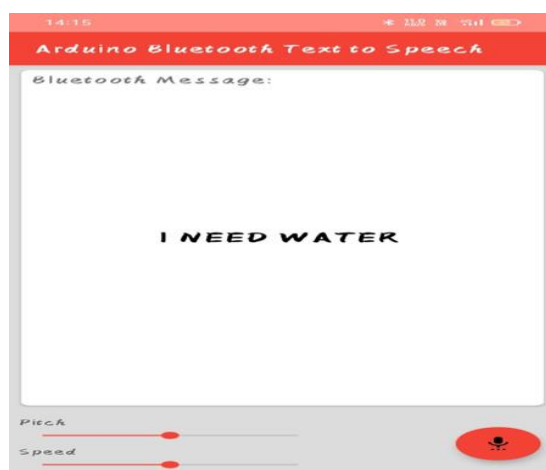 14:15
Arduino Bluetooth Text to Speech
Bluetooth Message:
I NEED WATER
Pitch
Speed